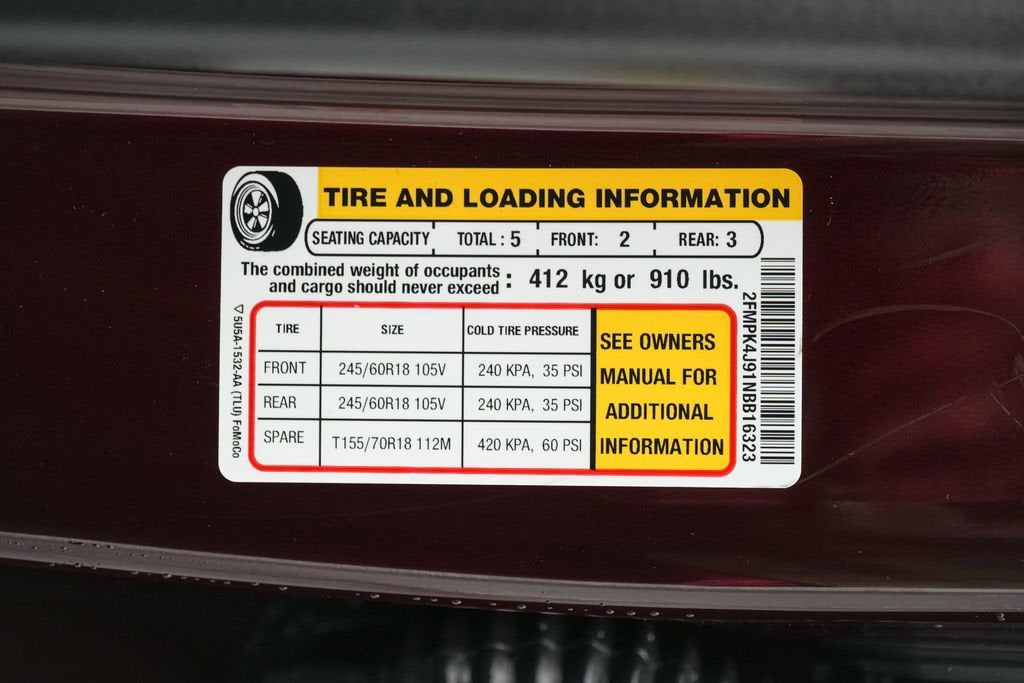 TIRE AND LOADING INFORMATION
SEATING CAPACITY TOTAL : 5 FRONT: 2 REAR: 3
The combined weight of occupants
and cargo should never exceed : 412 kg or 910 lbs.
TIRE SIZE COLD TIRE PRESSURE
FRONT 245/60R18 105V 240 KPA, 35 PSI
REAR 245/60R18 105V 240 KPA, 35 PSI
SPARE T155/70R18 112M 420 KPA, 60 PSI
SEE OWNERS
MANUAL FOR
ADDITIONAL
INFORMATION
5U5A-1532-AA (TLU) FoMoCo
2FMPK4J91NBB16323